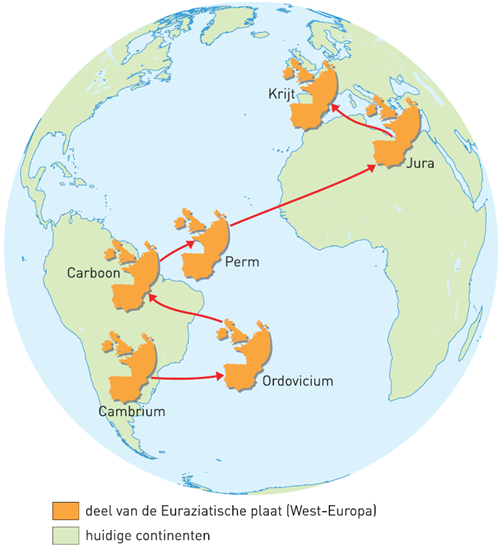 Krijt
Jura
Perm
Carboon
Ordovicium
Cambrium
deel van de Euraziatische plaat (West-Europa)
huidige continenten